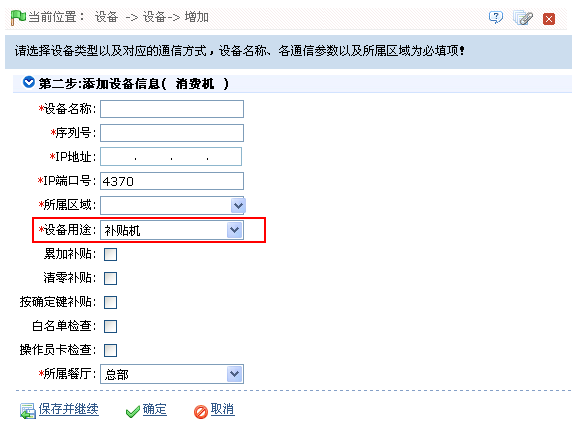 当前位置： 设备 -> 设备-> 增加
请选择设备类型以及对应的通信方式，设备名称、各通信参数以及所属区域为必填项！
第二步:添加设备信息( 消费机 )
*设备名称:
*序列号:
*IP地址: . . .
*IP端口号: 4370
*所属区域:
*设备用途: 补贴机
累加补贴:
清零补贴:
按确定键补贴:
白名单检查:
操作员卡检查:
*所属餐厅: 总部
保存并继续 确定 取消